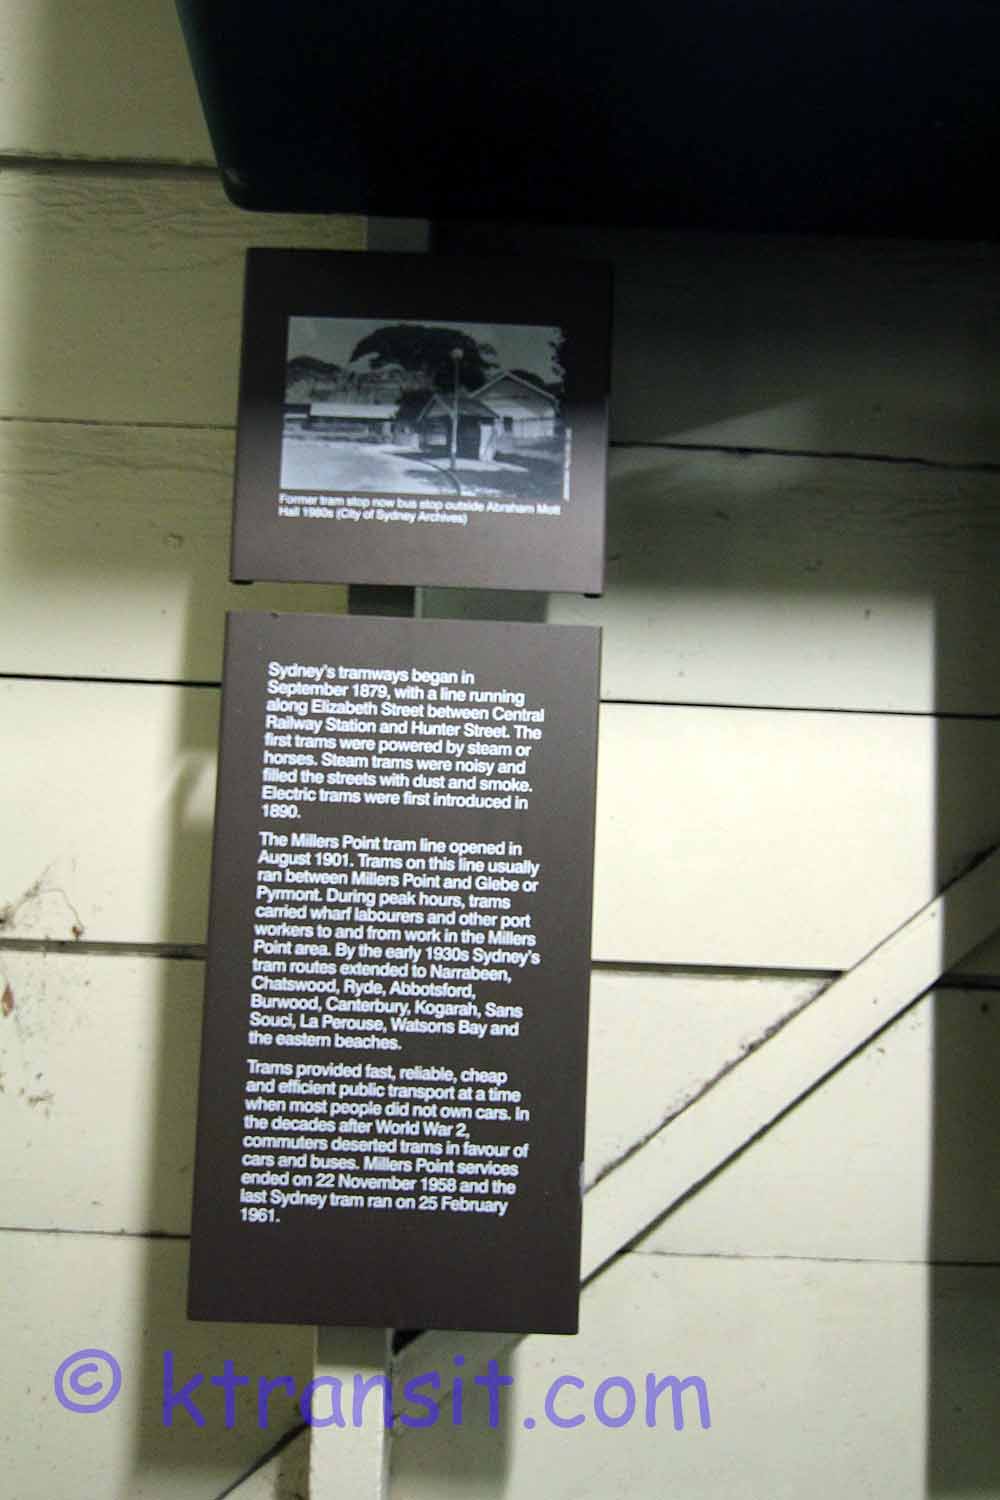 Former tram stop now bus stop outside Abraham Mott
Hall 1980s (City of Sydney Archives)
Sydney's tramways began in
September 1879, with a line running
along Elizabeth Street between Central
Railway Station and Hunter Street. The
first trams were powered by steam or
horses. Steam trams were noisy and
filled the streets with dust and smoke.
Electric trams were first introduced in
1890.
The Millers Point tram line opened in
August 1901. Trams on this line usually
ran between Millers Point and Glebe or
Pyrmont. During peak hours, trams
carried wharf labourers and other port
workers to and from work in the Millers
Point area. By the early 1930s Sydney's
tram routes extended to Narrabeen,
Chatswood, Ryde, Abbotsford,
Burwood, Canterbury, Kogarah, Sans
Souci, La Perouse, Watsons Bay and
the eastern beaches.
Trams provided fast, reliable, cheap
and efficient public transport at a time
when most people did not own cars. In
the decades after World War 2,
commuters deserted trams in favour of
cars and buses. Millers Point services
ended on 22 November 1958 and the
last Sydney tram ran on 25 February
1961.
© ktransit.com